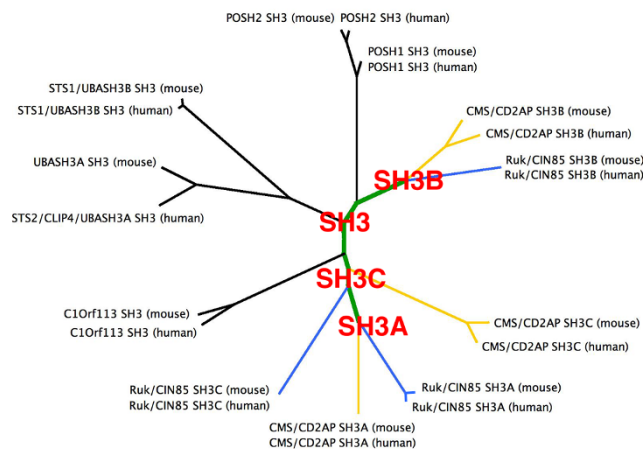 POSH2 SH3 (mouse) POSH2 SH3 (human)
POSH1 SH3 (mouse)
POSH1 SH3 (human)
STS1/UBASH3B SH3 (mouse)
STS1/UBASH3B SH3 (human)
CMS/CD2AP SH3B (mouse)
CMS/CD2AP SH3B (human)
UBASH3A SH3 (mouse)
Ruk/CIN85 SH3B (mouse)
Ruk/CIN85 SH3B (human)
SH3B
STS2/CLIP4/UBASH3A SH3 (human)
SH3
SH3C
C1Orf113 SH3 (mouse)
C1Orf113 SH3 (human)
SH3A
CMS/CD2AP SH3C (mouse)
CMS/CD2AP SH3C (human)
Ruk/CIN85 SH3C (mouse)
Ruk/CIN85 SH3C (human)
Ruk/CIN85 SH3A (mouse)
Ruk/CIN85 SH3A (human)
CMS/CD2AP SH3A (mouse)
CMS/CD2AP SH3A (human)